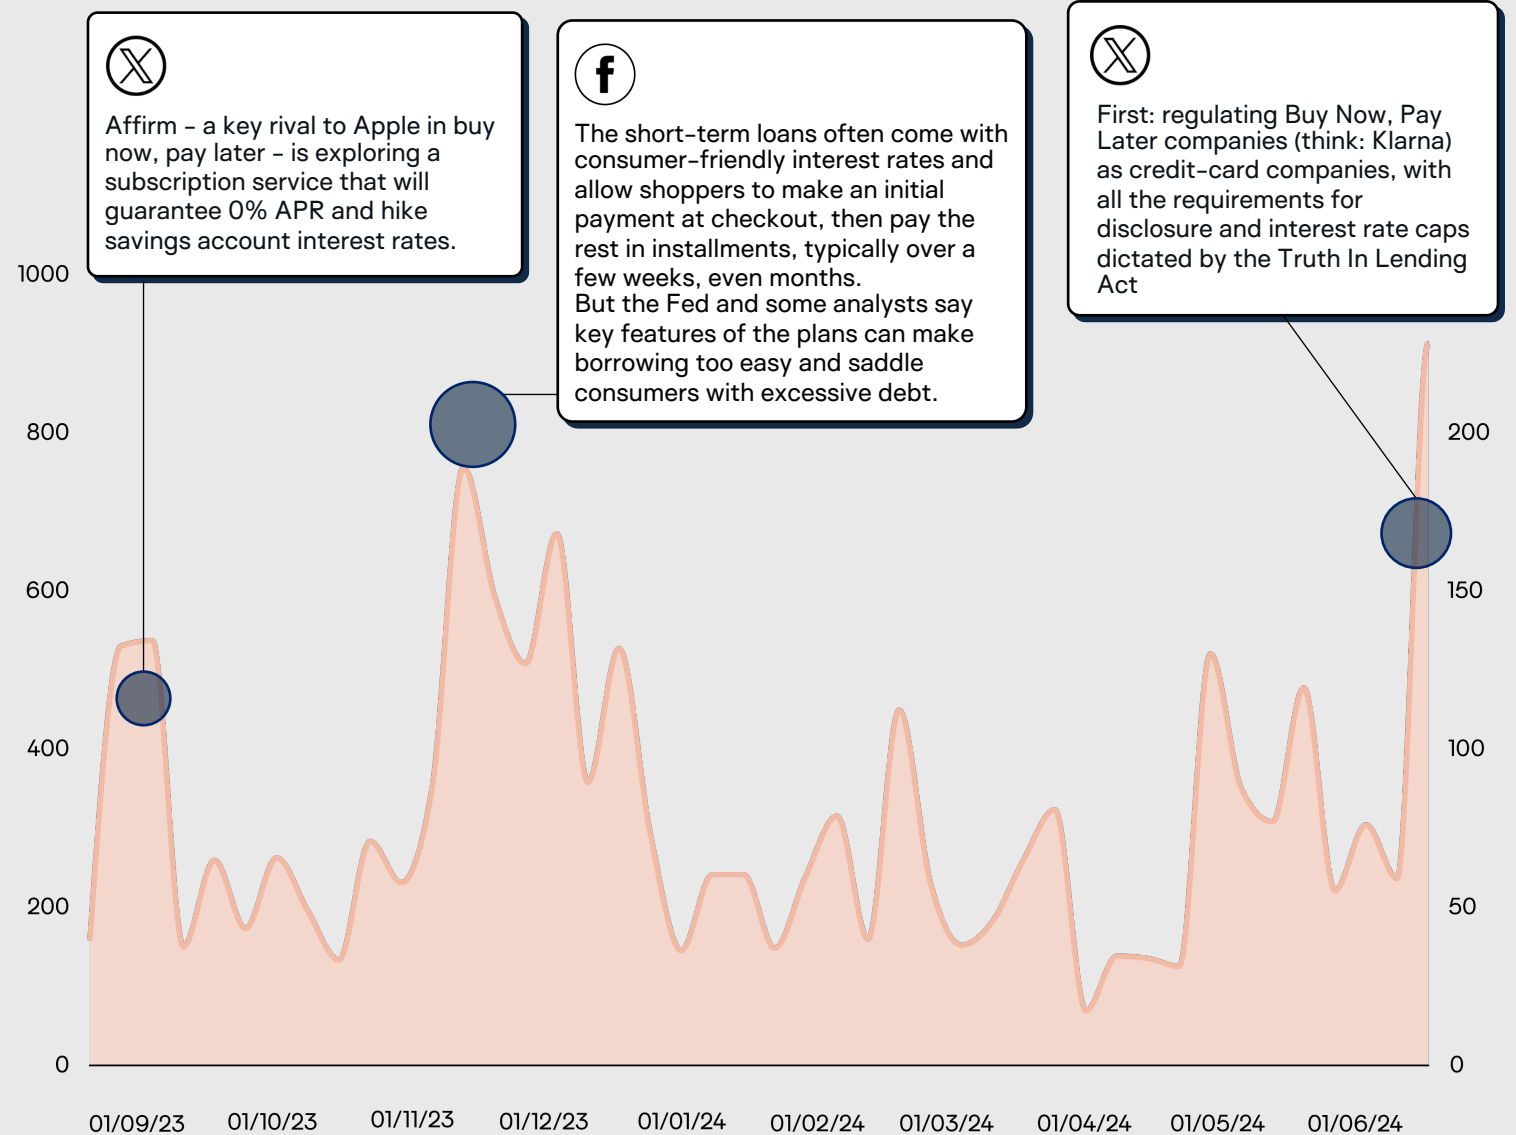 Affirm - a key rival to Apple in buy
now, pay later - is exploring a
subscription service that will
guarantee 0% APR and hike
savings account interest rates.
The short-term loans often come with
consumer-friendly interest rates and
allow shoppers to make an initial
payment at checkout, then pay the
rest in installments, typically over a
few weeks, even months.
But the Fed and some analysts say
key features of the plans can make
borrowing too easy and saddle
consumers with excessive debt.
First: regulating Buy Now, Pay
Later companies (think: Klarna)
as credit-card companies, with
all the requirements for
disclosure and interest rate caps
dictated by the Truth In Lending
Act
1000
800
600
400
200
0
200
150
100
50
0
01/09/23
01/10/23
01/11/23
01/12/23
01/01/24
01/02/24
01/03/24
01/04/24
01/05/24
01/06/24